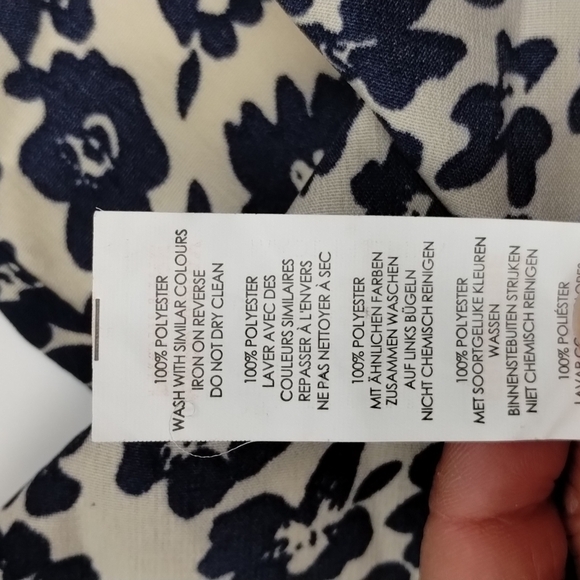 100% POLYESTER
WASH WITH SIMILAR COLOURS
IRON ON REVERSE
DO NOT DRY CLEAN
100% POLYESTER
LAVER AVEC DES
COULEURS SIMILAIRES
REPASSER À L'ENVERS
NE PAS NETTOYER À SEC
100% POLYESTER
MIT ÄHNLICHEN FARBEN
ZUSAMMEN WASCHEN
AUF LINKS BÜGELN
NICHT CHEMISCH REINIGEN
100% POLYESTER
MET SOORTGELIJKE KLEUREN
WASSEN
BINNENSTEBUITEN STRIJKEN
NIET CHEMISCH REINIGEN
100% POLIÉSTER